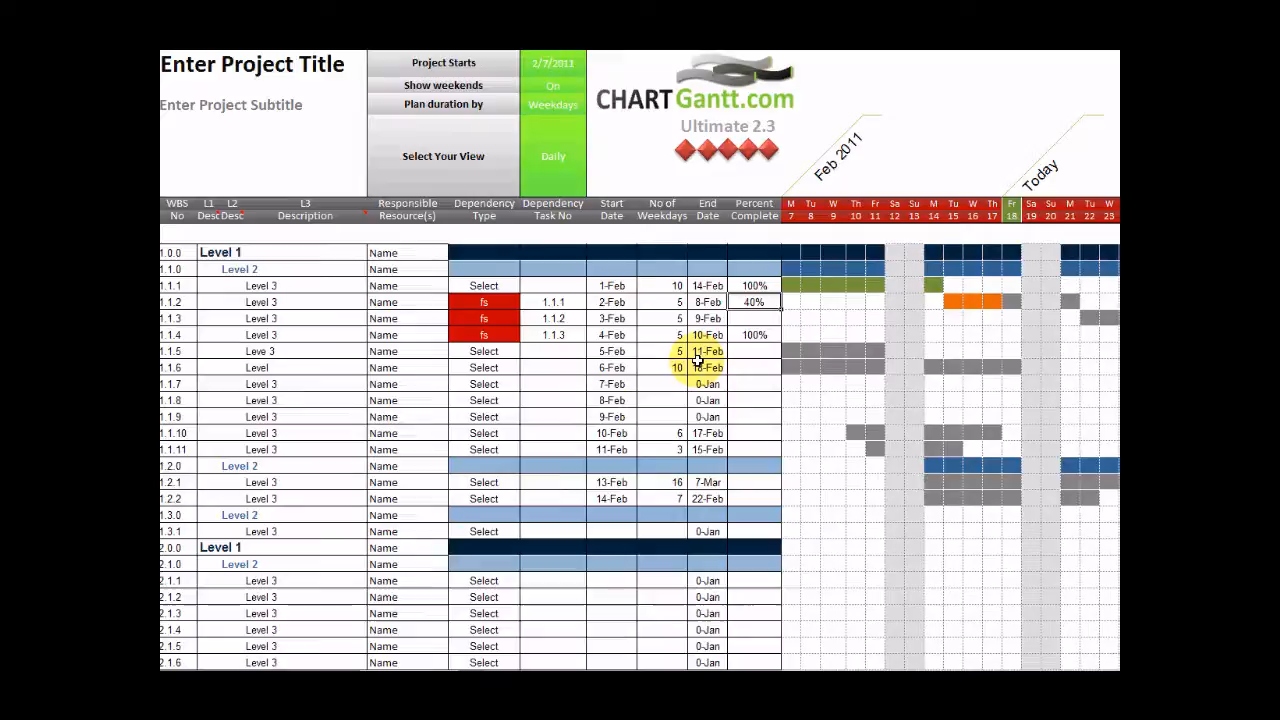 Enter Project Title
Enter Project Subtitle
Project Starts 2/7/2011
Show weekends On
Plan duration by Weekdays
Select Your View Daily
CHARTGantt.com
Ultimate 2.3
Feb 2011
Today
WBS L1 L2 L3 Responsible Dependency Dependency Start No of End Percent M Tu W Th Fr Sa Su M Tu W Th Fr Sa Su M Tu W
No Desc Desc Description Resource(s) Type Task No Date Weekdays Date Complete 7 8 9 10 11 12 13 14 15 16 17 18 19 20 21 22 23
1.0.0 Level 1 Name
1.1.0 Level 2 Name
1.1.1 Level 3 Name Select 1-Feb 10 14-Feb 100%
1.1.2 Level 3 Name fs 1.1.1 2-Feb 5 8-Feb 40%
1.1.3 Level 3 Name fs 1.1.2 3-Feb 5 9-Feb
1.1.4 Level 3 Name fs 1.1.3 4-Feb 5 10-Feb 100%
1.1.5 Leve 3 Name Select 5-Feb 5 11-Feb
1.1.6 Level Name Select 6-Feb 10 18-Feb
1.1.7 Level 3 Name Select 7-Feb 0-Jan
1.1.8 Level 3 Name Select 8-Feb 0-Jan
1.1.9 Level 3 Name Select 9-Feb 0-Jan
1.1.10 Level 3 Name Select 10-Feb 6 17-Feb
1.1.11 Level 3 Name Select 11-Feb 3 15-Feb
1.2.0 Level 2 Name
1.2.1 Level 3 Name Select 13-Feb 16 7-Mar
1.2.2 Level 3 Name Select 14-Feb 7 22-Feb
1.3.0 Level 2 Name
1.3.1 Level 3 Name Select 0-Jan
2.0.0 Level 1 Name
2.1.0 Level 2 Name
2.1.1 Level 3 Name Select 0-Jan
2.1.2 Level 3 Name Select 0-Jan
2.1.3 Level 3 Name Select 0-Jan
2.1.4 Level 3 Name Select 0-Jan
2.1.5 Level 3 Name Select 0-Jan
2.1.6 Level 3 Name Select 0-Jan